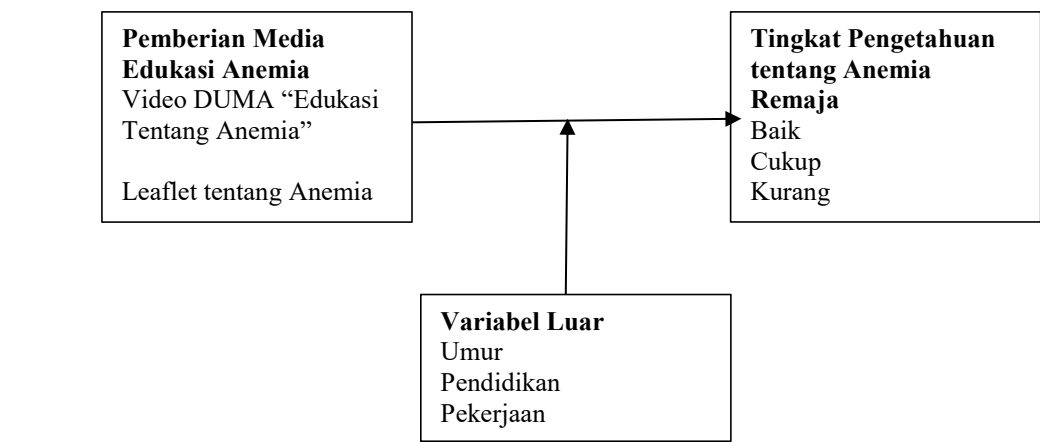 Pemberian Media
Edukasi Anemia
Video DUMA “Edukasi
Tentang Anemia”
Leaflet tentang Anemia
Tingkat Pengetahuan
tentang Anemia
Remaja
Baik
Cukup
Kurang
Variabel Luar
Umur
Pendidikan
Pekerjaan